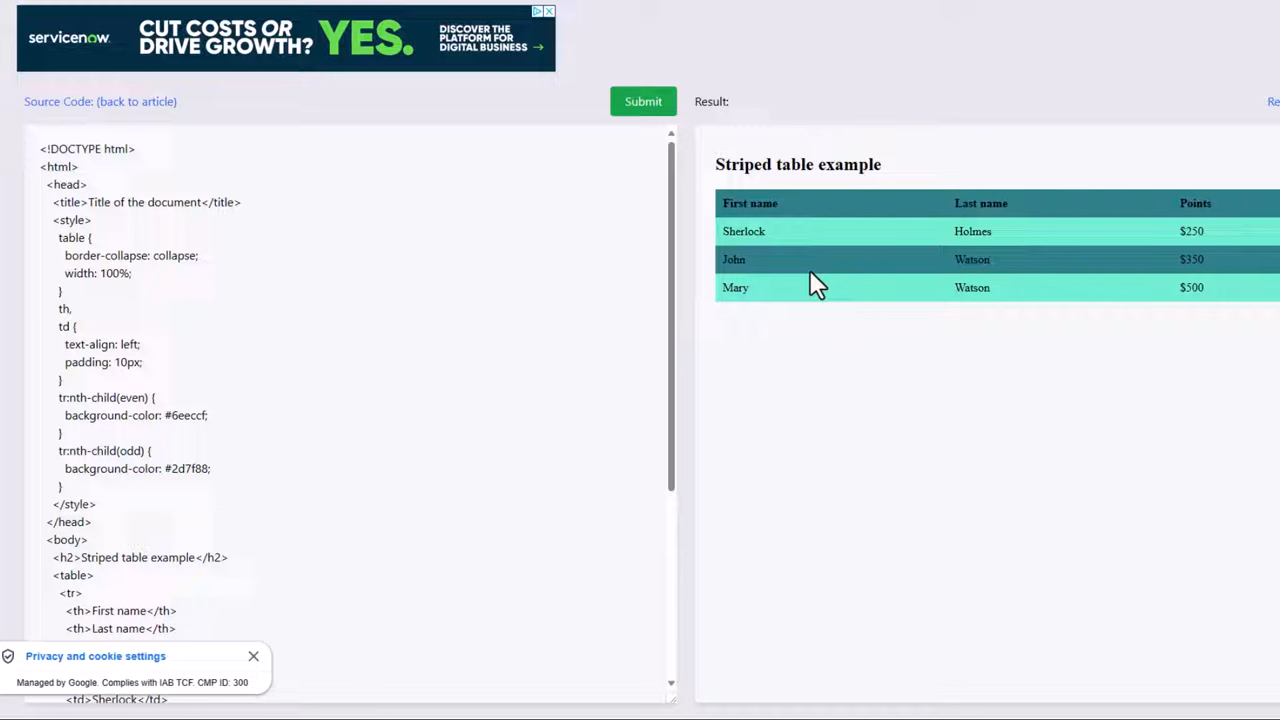 servicenow.
CUT COSTS OR
DRIVE GROWTH?
YES.
DISCOVER THE
PLATFORM FOR
DIGITAL BUSINESS →
Source Code: (back to article)
Submit
Result:
Re
<!DOCTYPE html>
<html>
<head>
<title>Title of the document</title>
<style>
table {
border-collapse: collapse;
width: 100%;
}
th,
td {
text-align: left;
padding: 10px;
}
tr:nth-child(even) {
background-color: #6eeccf;
}
tr:nth-child(odd) {
background-color: #2d7f88;
}
</style>
</head>
<body>
<h2>Striped table example</h2>
<table>
<tr>
<th>First name</th>
<th>Last name</th>
<td>Sherlock</td>
Privacy and cookie settings
Managed by Google. Complies with IAB TCF. CMP ID: 300
Striped table example
First name Last name Points
Sherlock Holmes $250
John Watson $350
Mary Watson $500